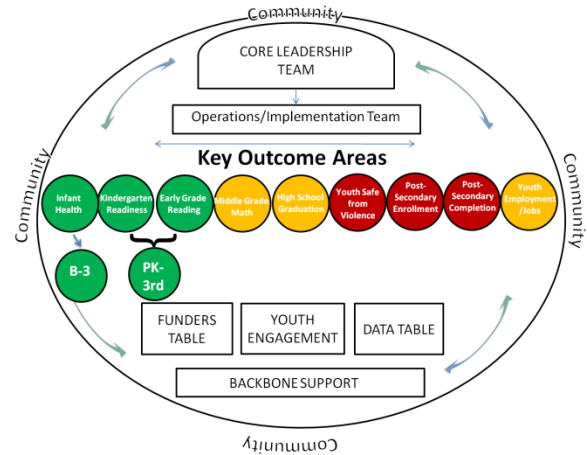 Community
CORE LEADERSHIP
TEAM
Operations/Implementation Team
Community
Community
Key Outcome Areas
Infant
Health
Kindergarten
Readiness
Early Grade
Reading
Middle Grade
Math
High School
Graduation
Youth Safe
from
Violence
Post-
Secondary
Enrollment
Post-
Secondary
Completion
Youth
Employment
/Jobs
B-3
PK-
3rd
FUNDERS
TABLE
YOUTH
ENGAGEMENT
DATA TABLE
BACKBONE SUPPORT
Community